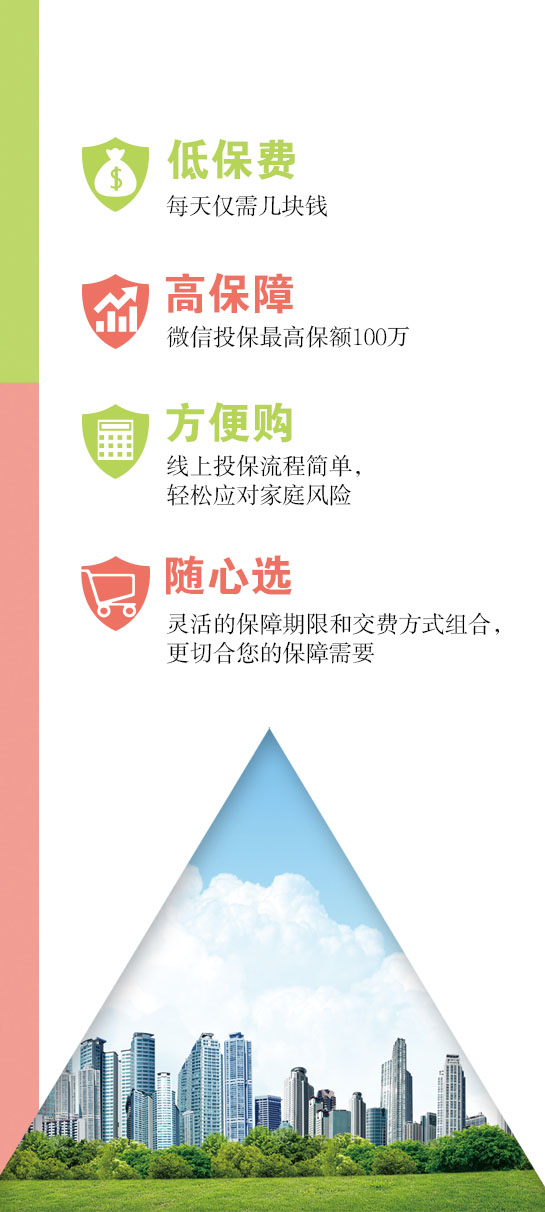 低保费
每天仅需几块钱
高保障
微信投保最高保额100万
方便购
线上投保流程简单，
轻松应对家庭风险
随心选
灵活的保障期限和交费方式组合，
更切合您的保障需要